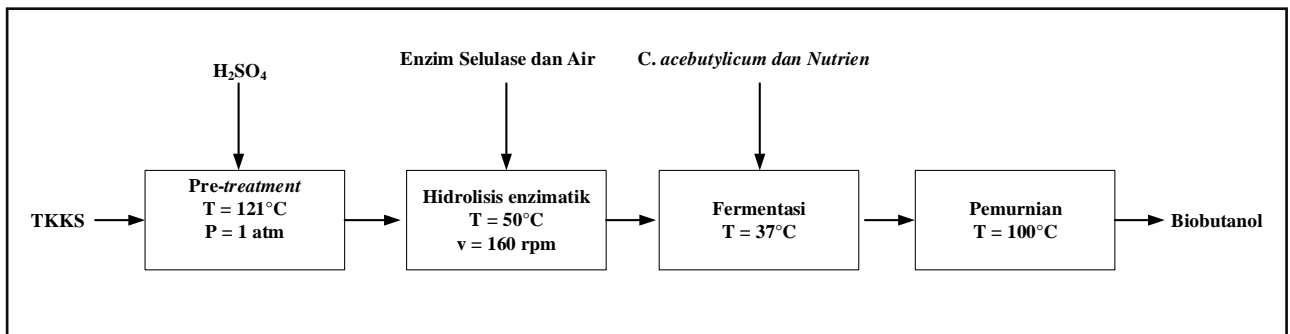 H₂SO₄
Enzim Selulase dan Air
C. acebutylicum dan Nutrien
TKKS
Pre-treatment
T = 121°C
P = 1 atm
Hidrolisis enzimatik
T = 50°C
v = 160 rpm
Fermentasi
T = 37°C
Pemurnian
T = 100°C
Biobutanol